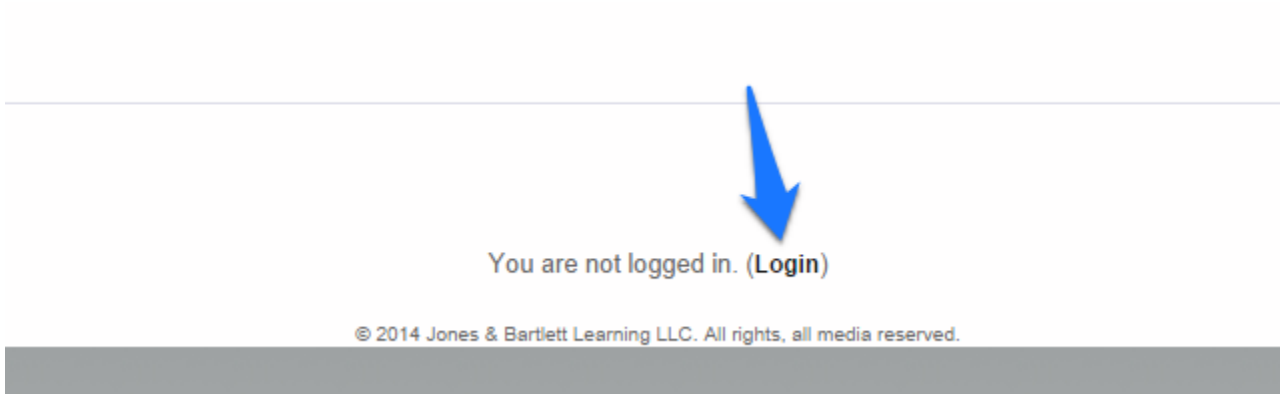 You are not logged in. (Login)
© 2014 Jones & Bartlett Learning LLC. All rights, all media reserved.